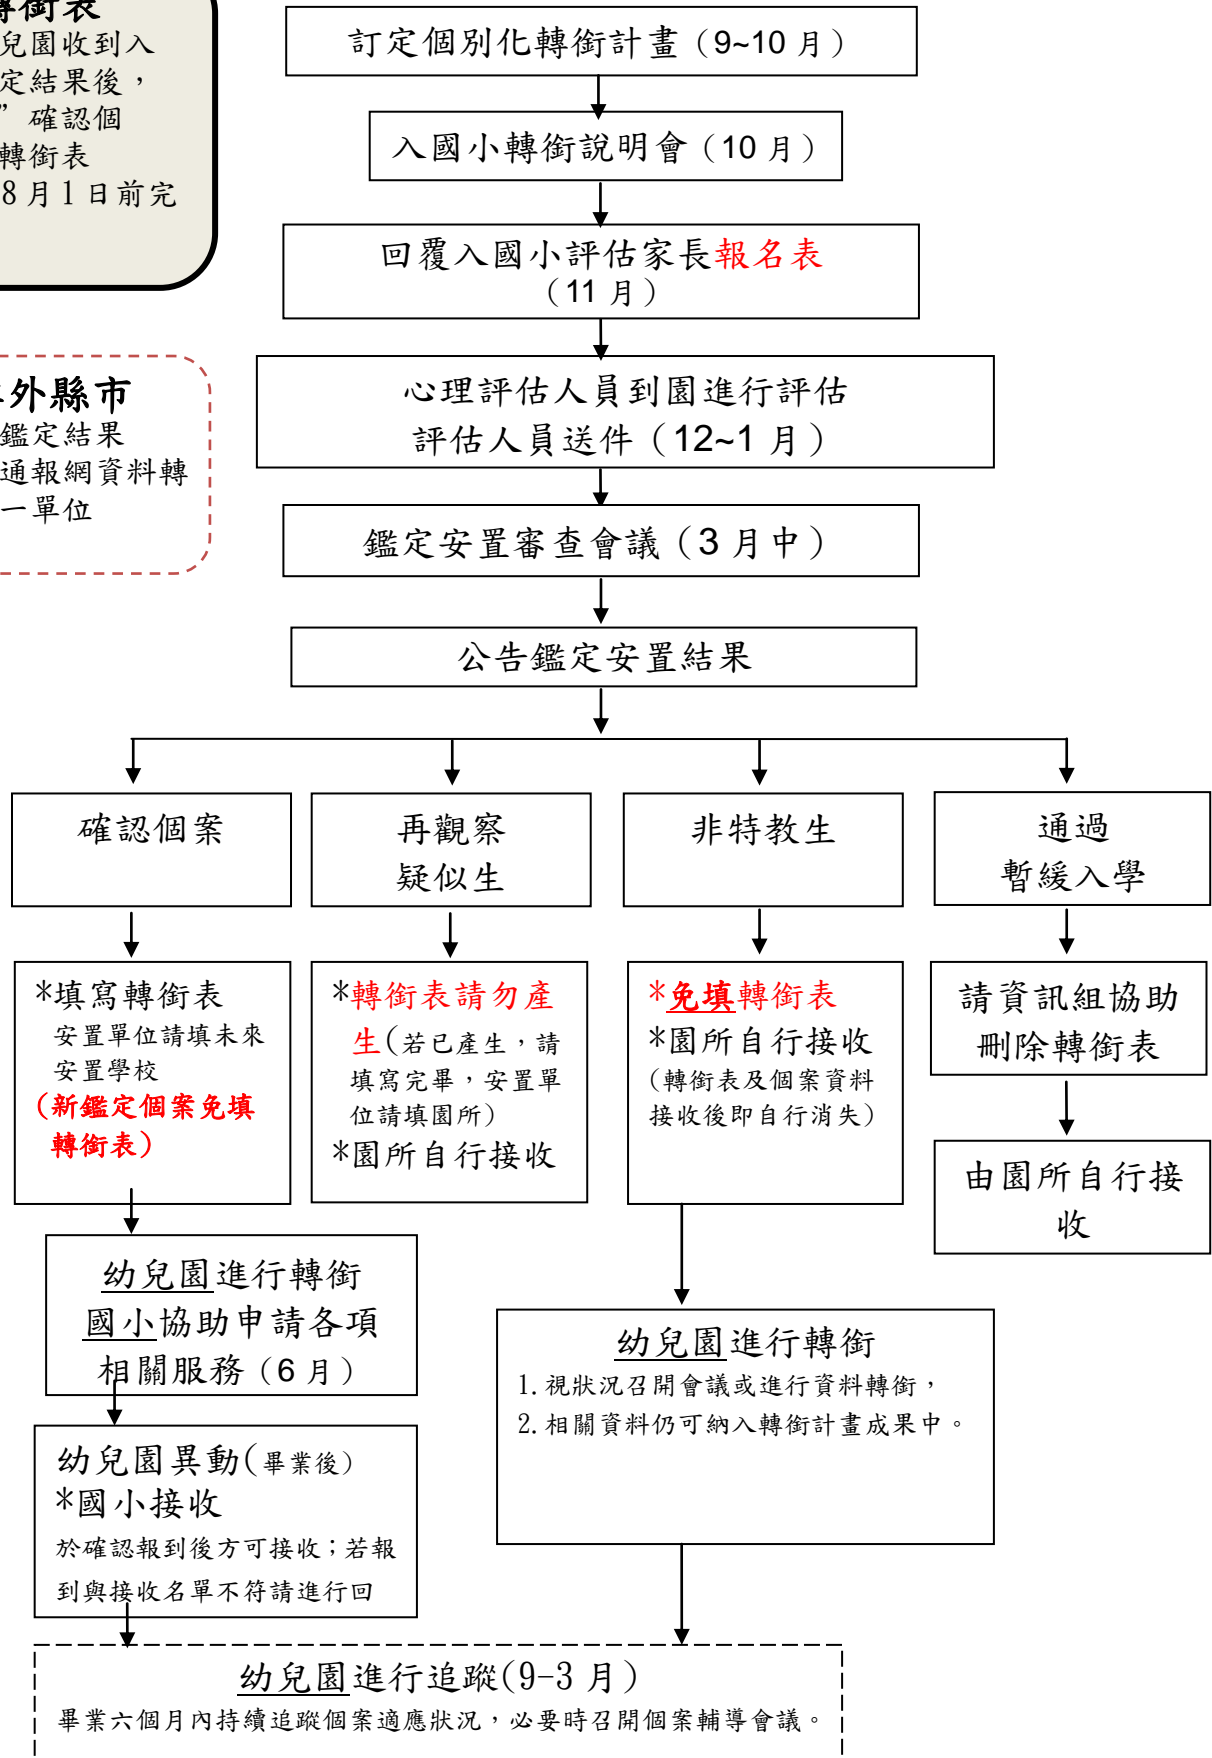 轉銜表
兒園收到入
定結果後，
”確認個
轉銜表
8月1日前完
外縣市
鑑定結果
通報網資料轉
一單位
訂定個別化轉銜計畫（9~10 月）
入國小轉銜說明會（10 月）
回覆入國小評估家長報名表
（11 月）
心理評估人員到園進行評估
評估人員送件（12~1 月）
鑑定安置審查會議（3 月中）
公告鑑定安置結果
確認個案
再觀察
疑似生
非特教生
通過
暫緩入學
*填寫轉銜表
安置單位請填未來
安置學校
(新鑑定個案免填
轉銜表)
*轉銜表請勿產
生(若已產生，請
填寫完畢，安置單
位請填園所)
*園所自行接收
*免填轉銜表
*園所自行接收
(轉銜表及個案資料
接收後即自行消失)
請資訊組協助
刪除轉銜表
由園所自行接
收
幼兒園進行轉銜
國小協助申請各項
相關服務（6 月）
幼兒園進行轉銜
1.視狀況召開會議或進行資料轉銜，
2.相關資料仍可納入轉銜計畫成果中。
幼兒園異動(畢業後)
*國小接收
於確認報到後方可接收；若報
到與接收名單不符請進行回
幼兒園進行追蹤(9-3 月)
畢業六個月內持續追蹤個案適應狀況，必要時召開個案輔導會議。